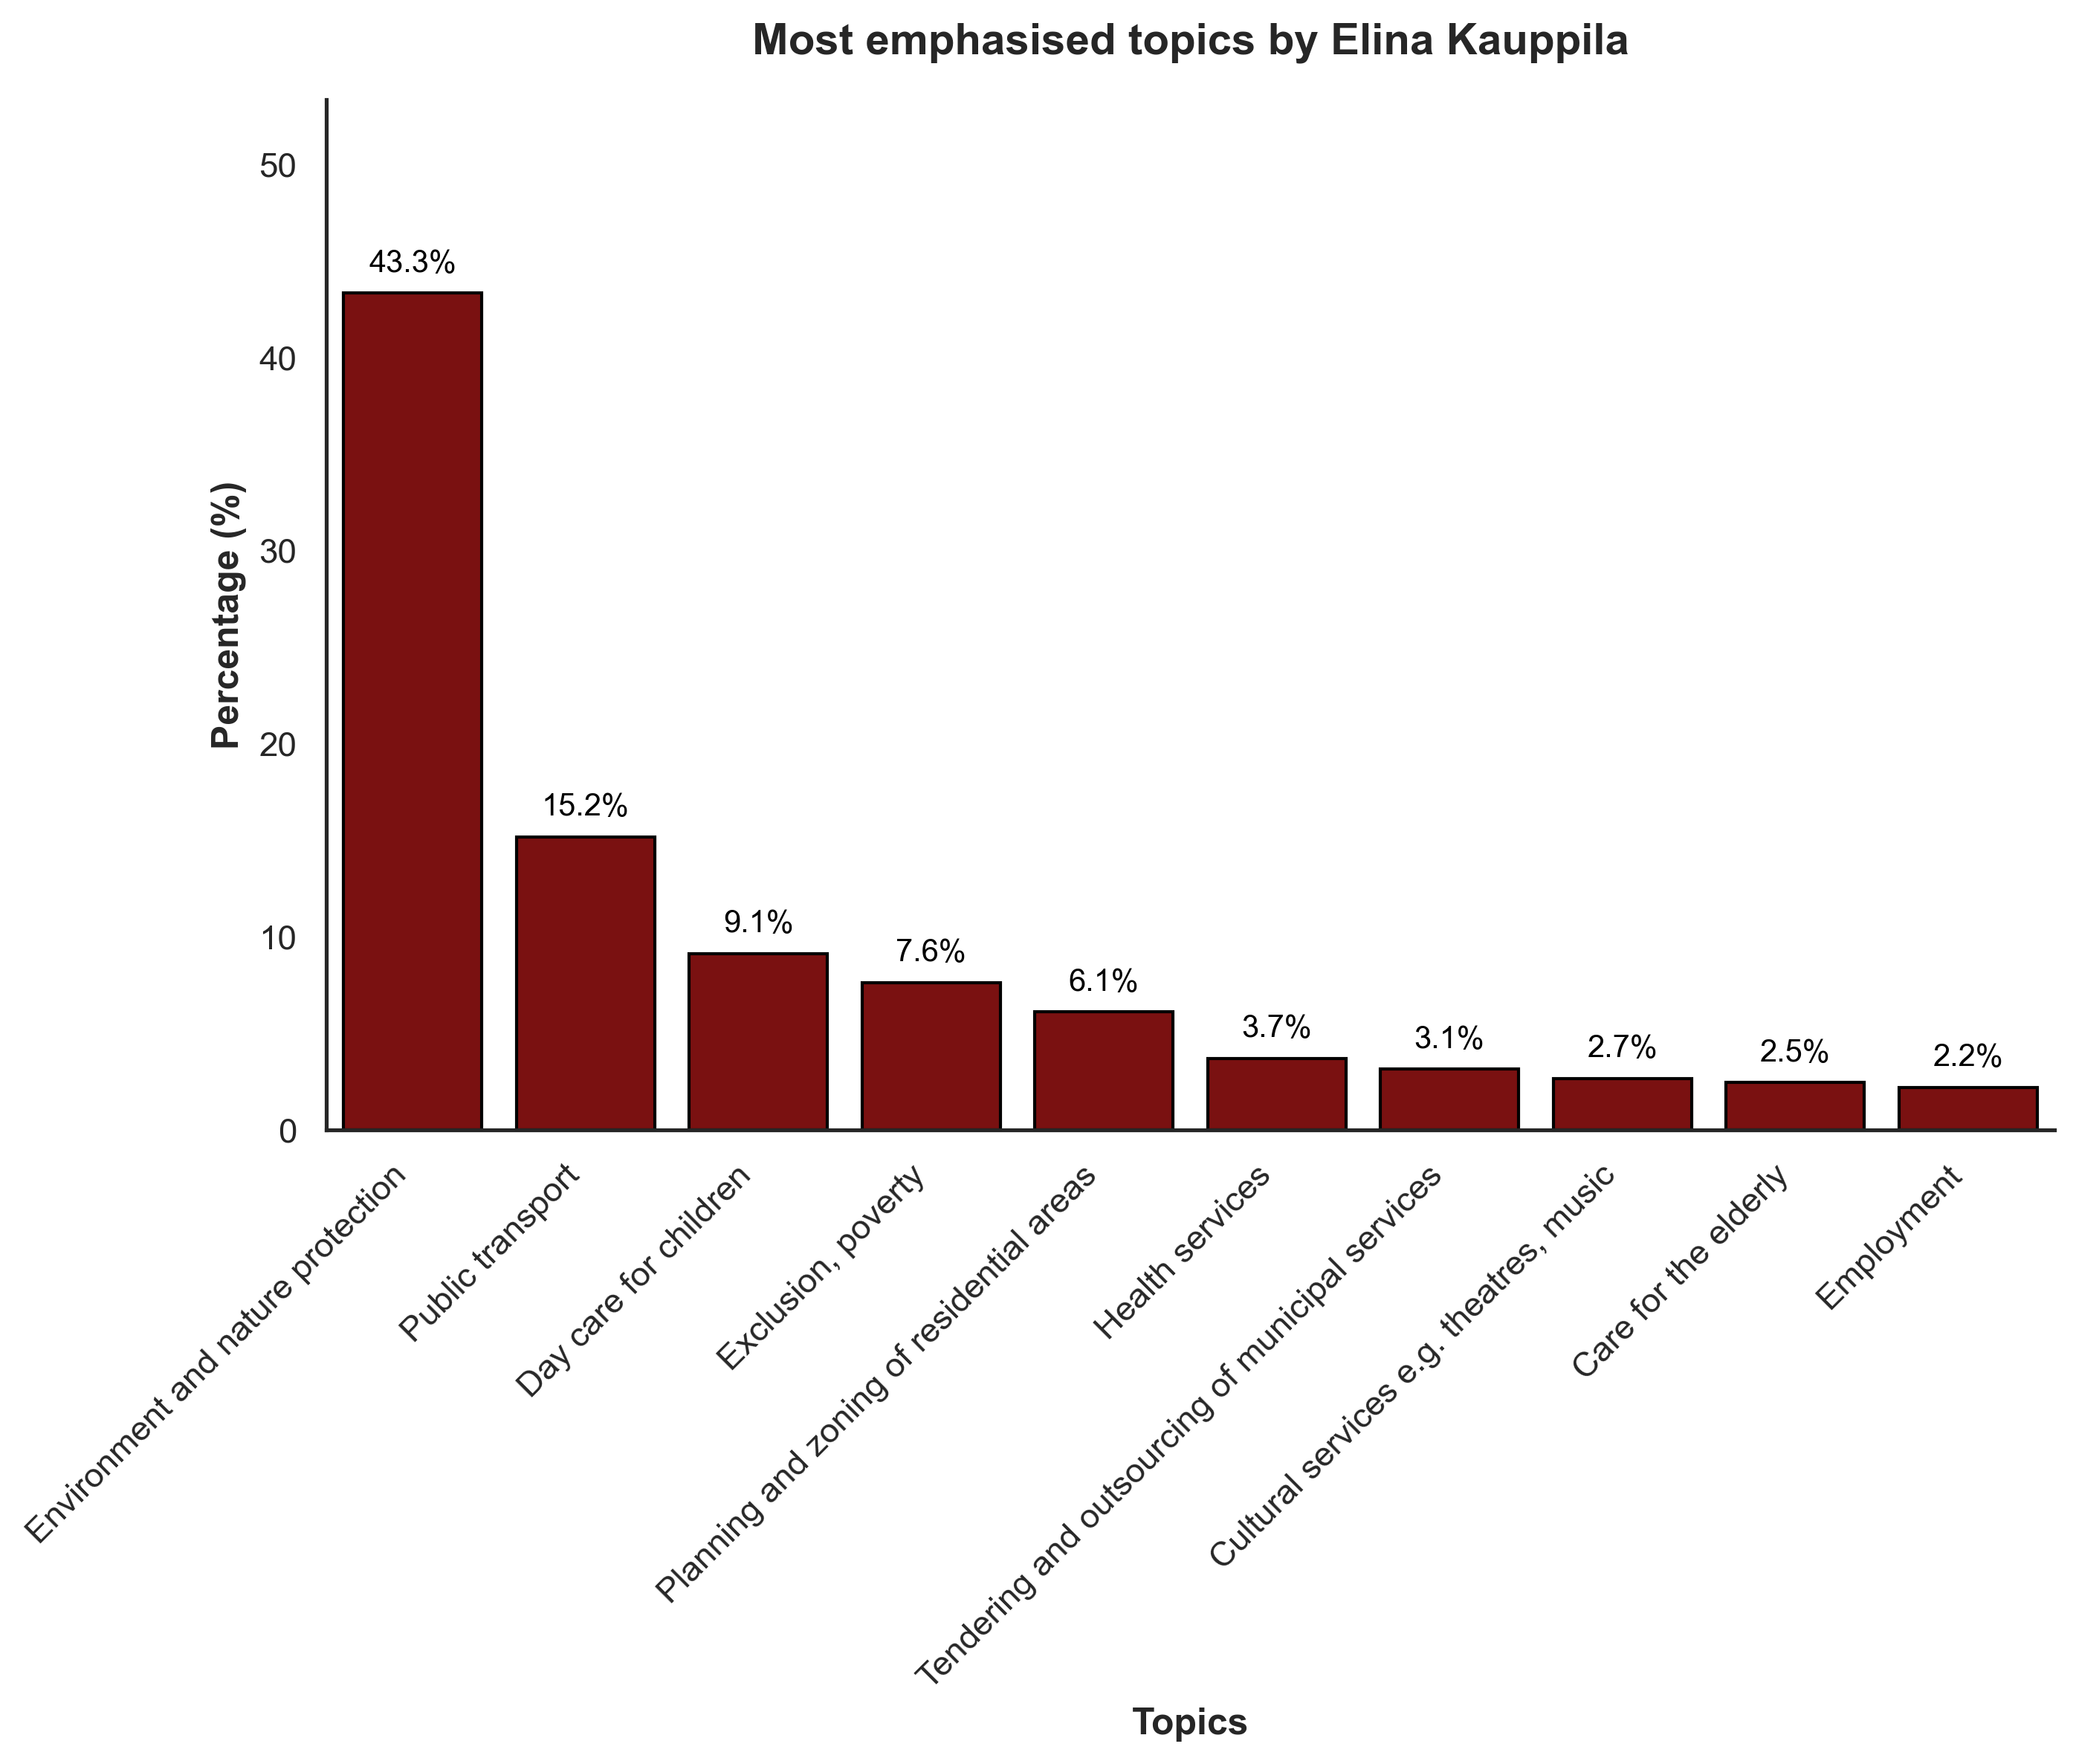 Most emphasised topics by Elina Kauppila
Percentage (%)
50
40
30
20
10
0
43.3%
15.2%
9.1%
7.6%
6.1%
3.7%
3.1%
2.7%
2.5%
2.2%
Environment and nature protection
Public transport
Day care for children
Exclusion, poverty
Planning and zoning of residential areas
Health services
Tendering and outsourcing of municipal services
Cultural services e.g. theatres, music
Care for the elderly
Employment
Topics